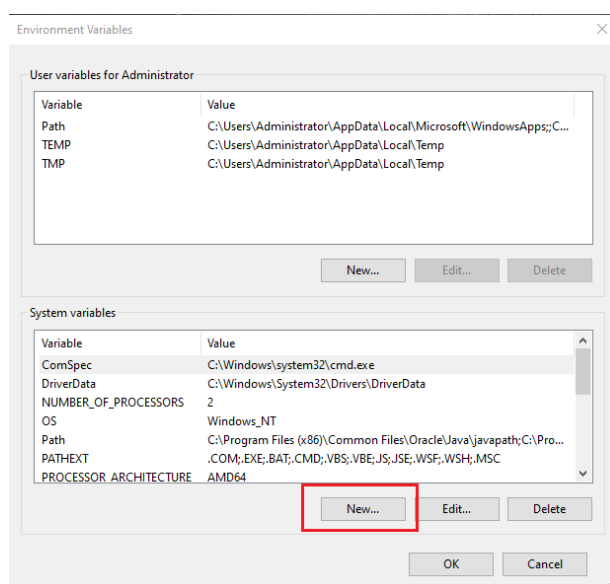 Environment Variables
User variables for Administrator
Variable Value
Path C:\Users\Administrator\AppData\Local\Microsoft\WindowsApps;;C...
TEMP C:\Users\Administrator\AppData\Local\Temp
TMP C:\Users\Administrator\AppData\Local\Temp
New... Edit... Delete
System variables
Variable Value
ComSpec C:\Windows\system32\cmd.exe
DriverData C:\Windows\System32\Drivers\DriverData
NUMBER_OF_PROCESSORS 2
OS Windows_NT
Path C:\Program Files (x86)\Common Files\Oracle\Java\javapath;C:\Pro...
PATHEXT .COM;.EXE;.BAT;.CMD;.VBS;.VBE;.JS;.JSE;.WSF;.WSH;.MSC
PROCESSOR_ARCHITECTURE AMD64
New... Edit... Delete
OK Cancel